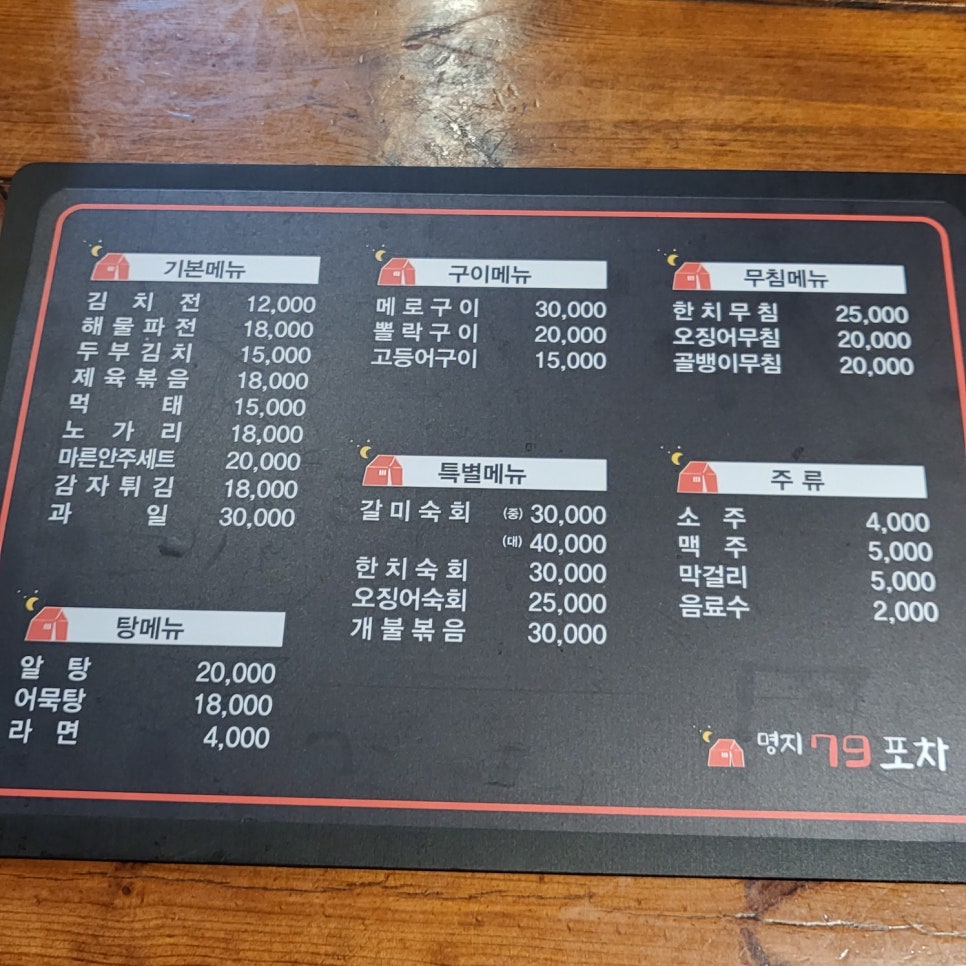 기본메뉴
김치전 12,000
해물파전 18,000
두부김치 15,000
제육볶음 18,000
먹태 15,000
노가리 18,000
마른안주세트 20,000
감자튀김 18,000
과일 30,000
탕메뉴
알탕 20,000
어묵탕 18,000
라면 4,000
구이메뉴
메로구이 30,000
뽈락구이 20,000
고등어구이 15,000
특별메뉴
갈미숙회 (중) 30,000
(대) 40,000
한치숙회 30,000
오징어숙회 25,000
개불볶음 30,000
무침메뉴
한치무침 25,000
오징어무침 20,000
골뱅이무침 20,000
주류
소주 4,000
맥주 5,000
막걸리 5,000
음료수 2,000
명지 79 포차